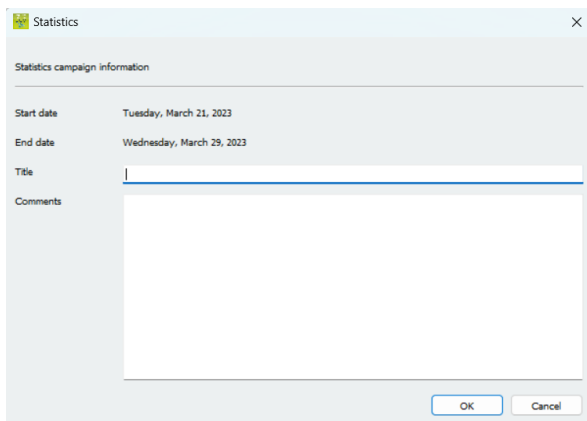 Statistics
Statistics campaign information
Start date Tuesday, March 21, 2023
End date Wednesday, March 29, 2023
Title
Comments
OK Cancel